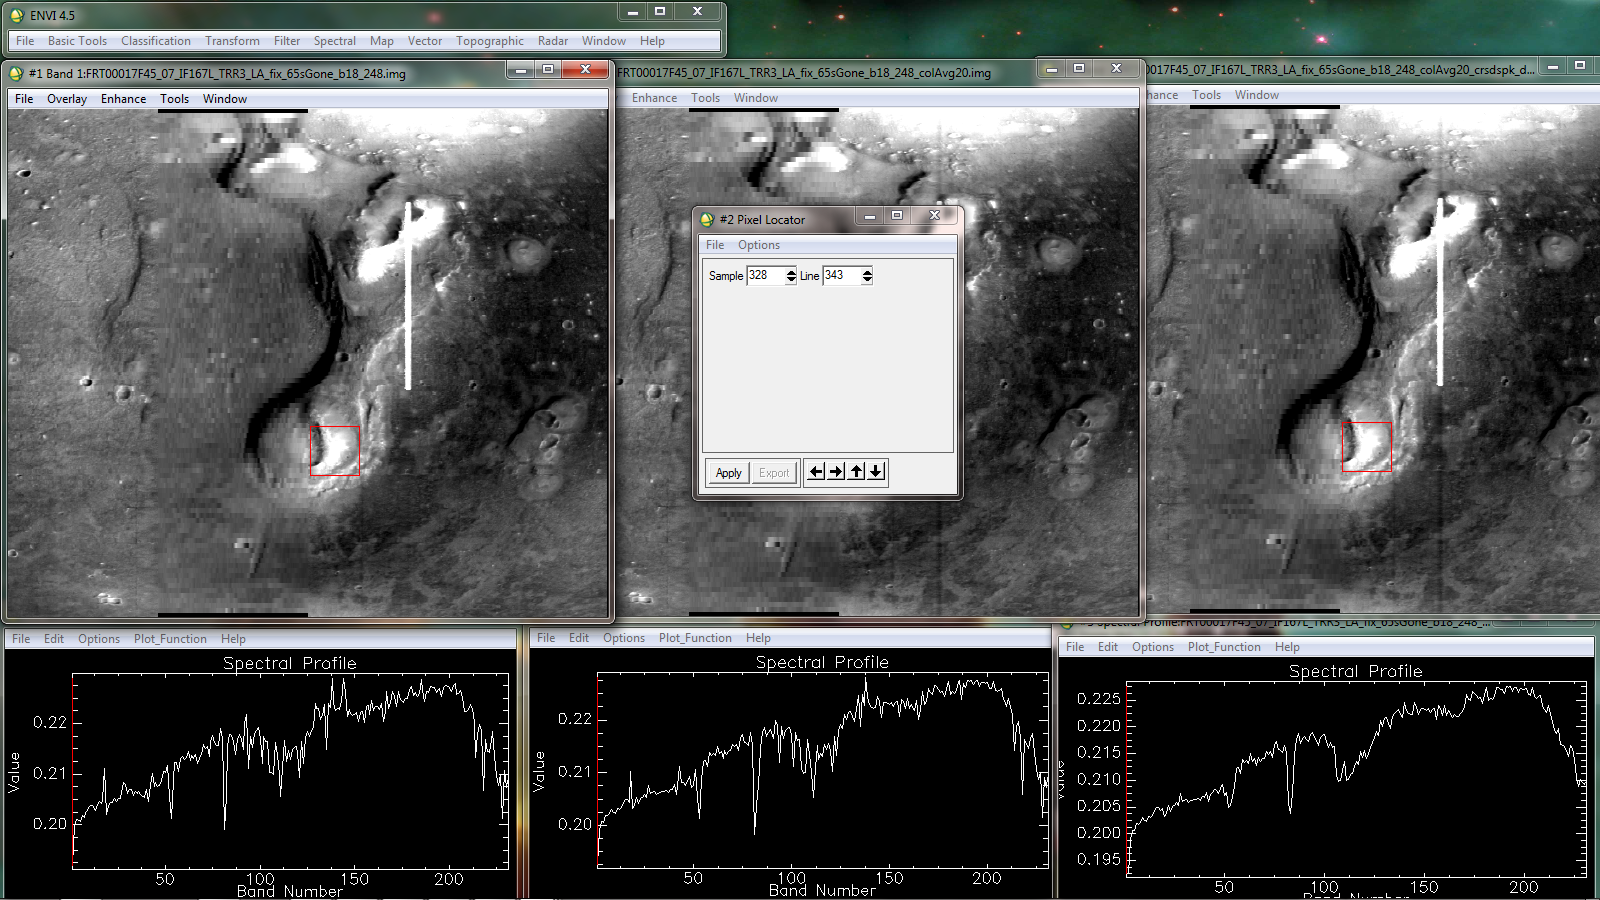 ENVI 4.5
File Basic Tools Classification Transform Filter Spectral Map Vector Topographic Radar Window Help
#1 Band 1:FRT00017F45_07_IF167L_TRR3_LA_fix_65sGone_b18_248.img
File Overlay Enhance Tools Window
FRT00017F45_07_IF167L_TRR3_LA_fix_65sGone_b18_248_colAvg20.img
Enhance Tools Window
017F45_07_IF167L_TRR3_LA_fix_65sGone_b18_248_colAvg20_crsdspk_d...
hance Tools Window
#2 Pixel Locator
File Options
Sample 328 Line 343
Apply Export
File Edit Options Plot_Function Help
Spectral Profile
Value
0.22
0.21
0.20
50 100 150 200
Band Number
File Edit Options Plot_Function Help
Spectral Profile
Value
0.22
0.21
0.20
50 100 150 200
Band Number
Spectral Profile:FRT00017F45_07_IF167L_TRR3_LA_fix_65sGone_b18_248_...
File Edit Options Plot_Function Help
Spectral Profile
Value
0.225
0.220
0.215
0.210
0.205
0.200
0.195
50 100 150 200
Band Number